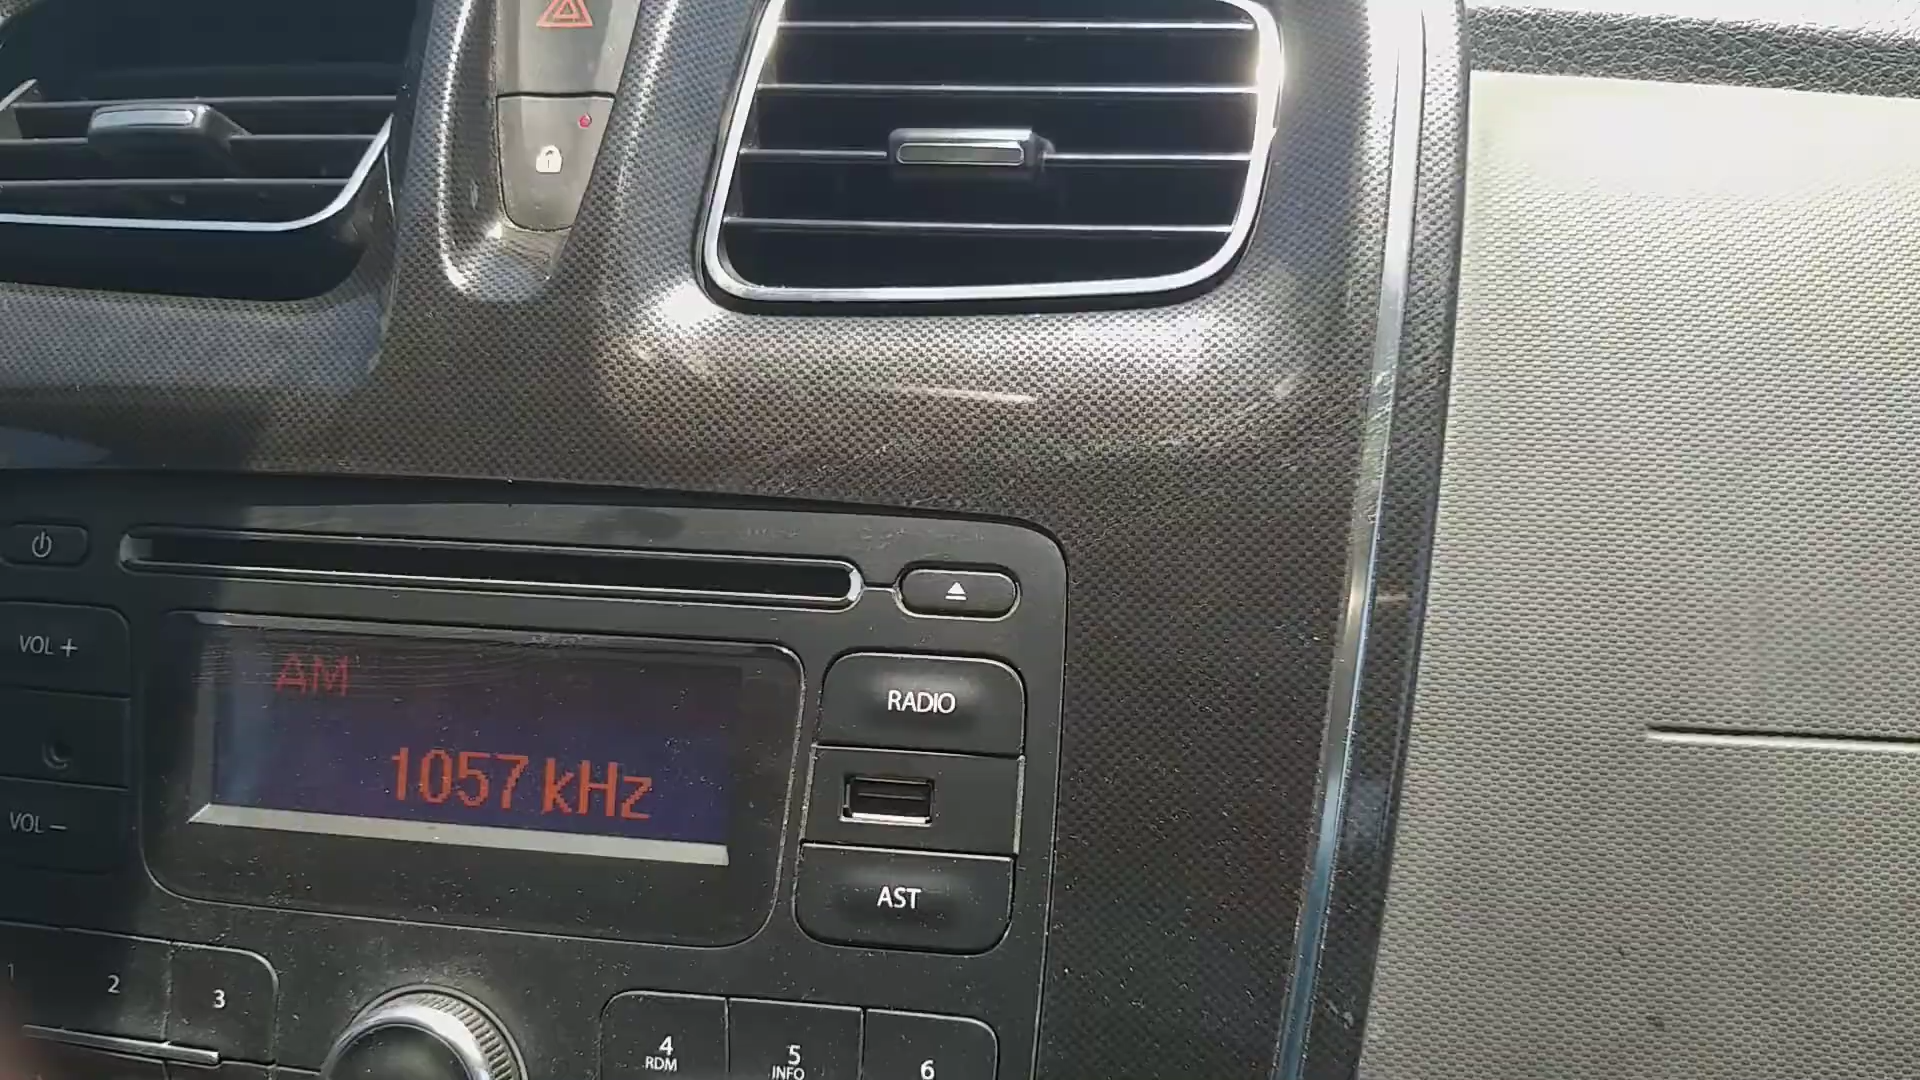 VOL +
VOL –
AM
1057 kHz
RADIO
AST
1
2
3
4
RDM
5
INFO
6